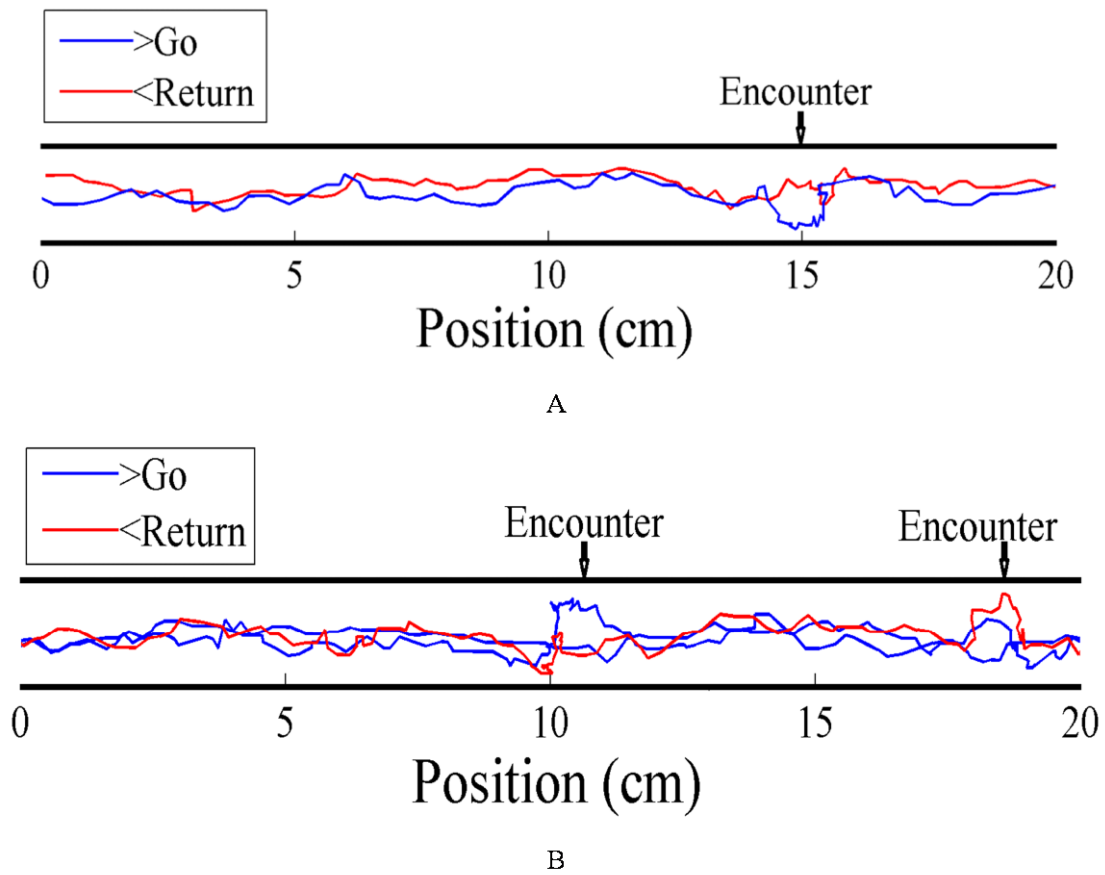 >Go
<Return
Encounter
0 5 10 15 20
Position (cm)
A
>Go
<Return
Encounter Encounter
0 5 10 15 20
Position (cm)
B